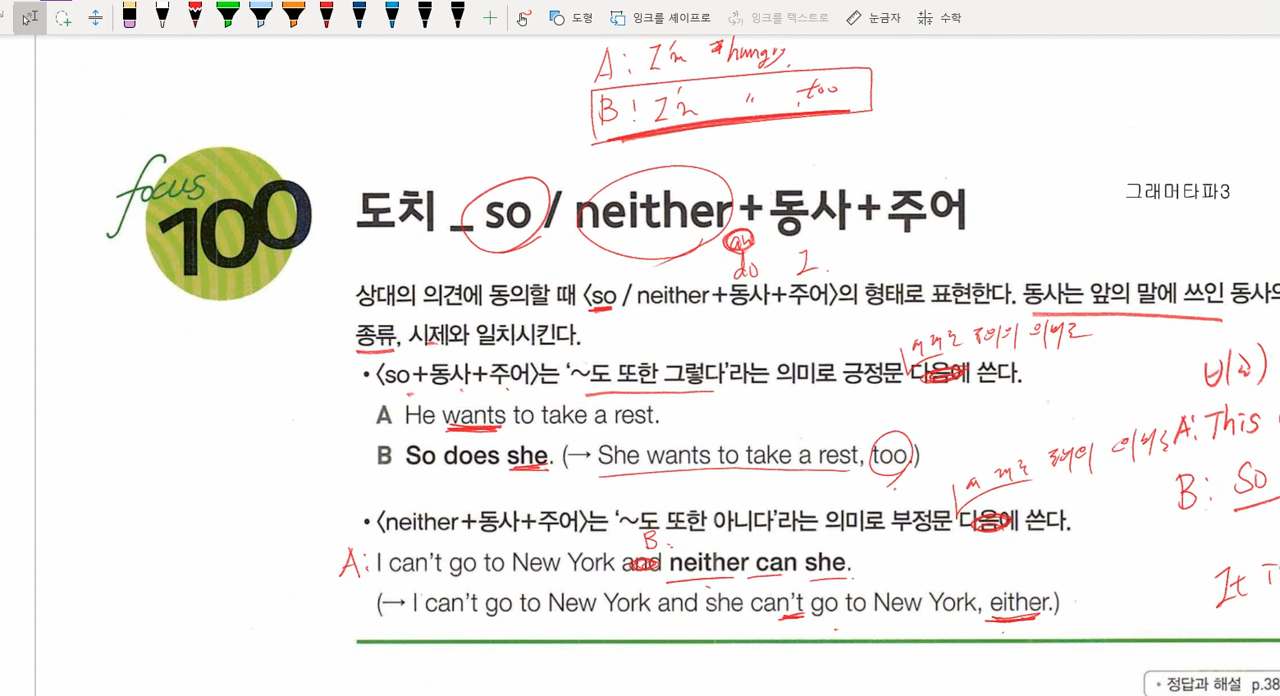 도형 잉크를 셰이프로 잉크를 텍스트로 눈금자 수학
A: I'm hungry.
B: I'm " , too
focus
100
도치 _ so / neither+동사+주어
그래머타파3
am
do I.
상대의 의견에 동의할 때 〈so / neither+동사+주어〉의 형태로 표현한다. 동사는 앞의 말에 쓰인 동사의
종류, 시제와 일치시킨다.
• 〈so+동사+주어〉는 ‘~도 또한 그렇다’라는 의미로 긍정문 다음에 쓴다.
A He wants to take a rest.
B So does she. (→ She wants to take a rest, too.)
A: This
B: So
• 〈neither+동사+주어〉는 ‘~도 또한 아니다’라는 의미로 부정문 다음에 쓴다.
B:
A: I can't go to New York and neither can she.
(→ I can't go to New York and she can't go to New York, either.)
It
• 정답과 해설 p.38